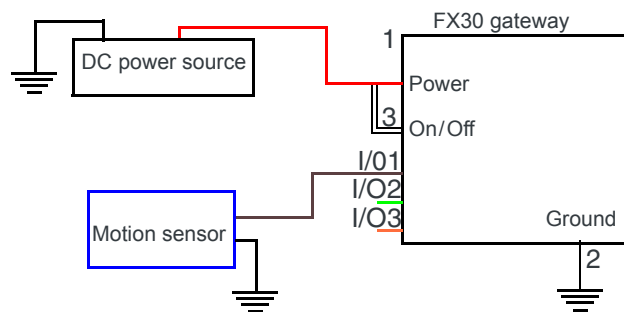 FX30 gateway
1
DC power source
Power
3
On/Off
I/01
I/O2
I/O3
Motion sensor
Ground
2